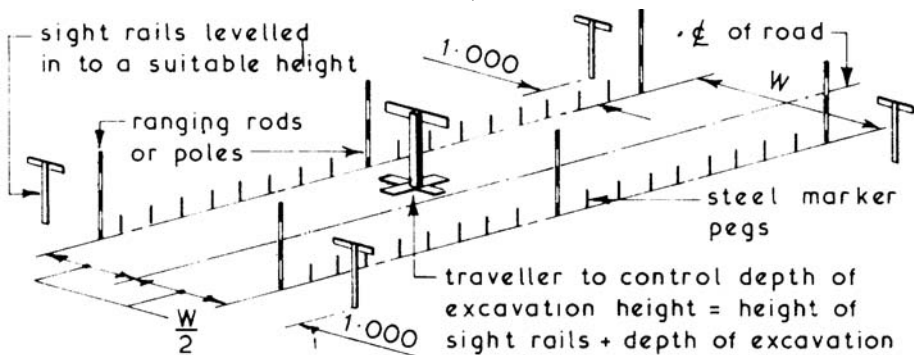 sight rails levelled
in to a suitable height
1·000
℄ of road
W
ranging rods
or poles
steel marker
pegs
traveller to control depth of
excavation height = height of
sight rails + depth of excavation
W
2
1·000